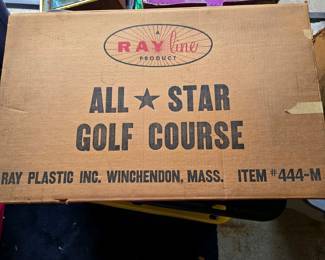 RAY line
PRODUCT
ALL ★ STAR
GOLF COURSE
RAY PLASTIC INC. WINCHENDON, MASS. ITEM #444-M